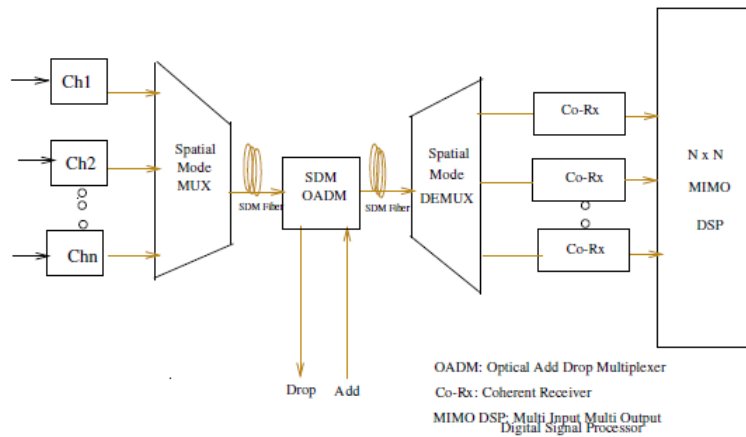 Ch1
Ch2
Chn
Spatial
Mode
MUX
SDM Fiber
SDM
OADM
Drop
Add
SDM Fiber
Spatial
Mode
DEMUX
Co-Rx
Co-Rx
Co-Rx
N x N
MIMO
DSP
OADM: Optical Add Drop Multiplexer
Co-Rx: Coherent Receiver
MIMO DSP: Multi Input Multi Output
Digital Signal Processor